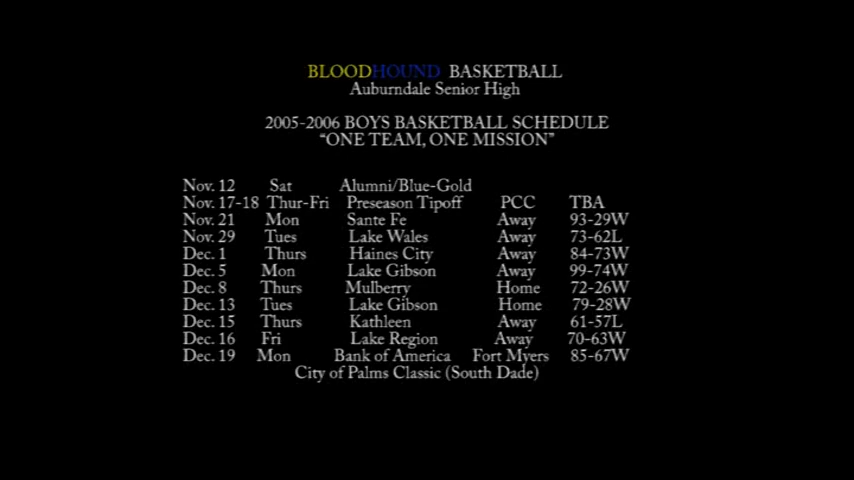 BLOODHOUND BASKETBALL
Auburndale Senior High
2005-2006 BOYS BASKETBALL SCHEDULE
“ONE TEAM, ONE MISSION”
Nov. 12 Sat Alumni/Blue-Gold
Nov. 17-18 Thur-Fri Preseason Tipoff PCC TBA
Nov. 21 Mon Sante Fe Away 93-29W
Nov. 29 Tues Lake Wales Away 73-62L
Dec. 1 Thurs Haines City Away 84-73W
Dec. 5 Mon Lake Gibson Away 99-74W
Dec. 8 Thurs Mulberry Home 72-26W
Dec. 13 Tues Lake Gibson Home 79-28W
Dec. 15 Thurs Kathleen Away 61-57L
Dec. 16 Fri Lake Region Away 70-63W
Dec. 19 Mon Bank of America Fort Myers 85-67W
City of Palms Classic (South Dade)